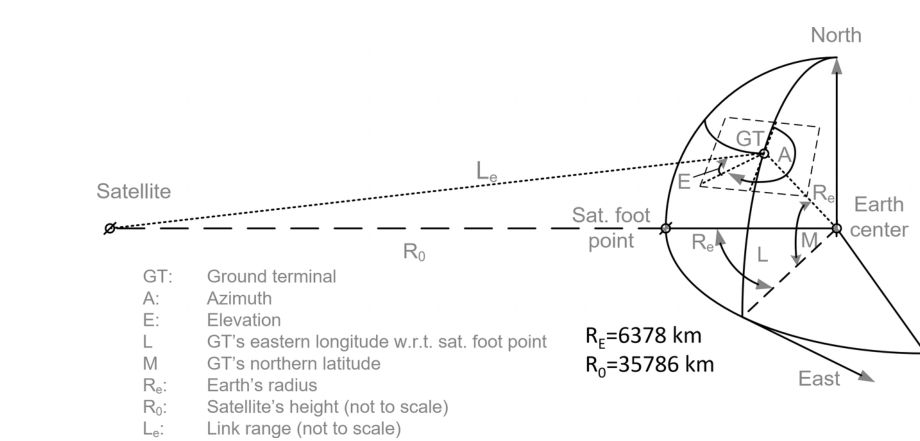 North
GT
A
L_e
E
Satellite
R_e
Sat. foot
point
Earth
center
R_e
M
R_0
L
GT: Ground terminal
A: Azimuth
E: Elevation
L GT's eastern longitude w.r.t. sat. foot point
M GT's northern latitude
R_e: Earth's radius
R_0: Satellite's height (not to scale)
L_e: Link range (not to scale)
R_E=6378 km
R_0=35786 km
East